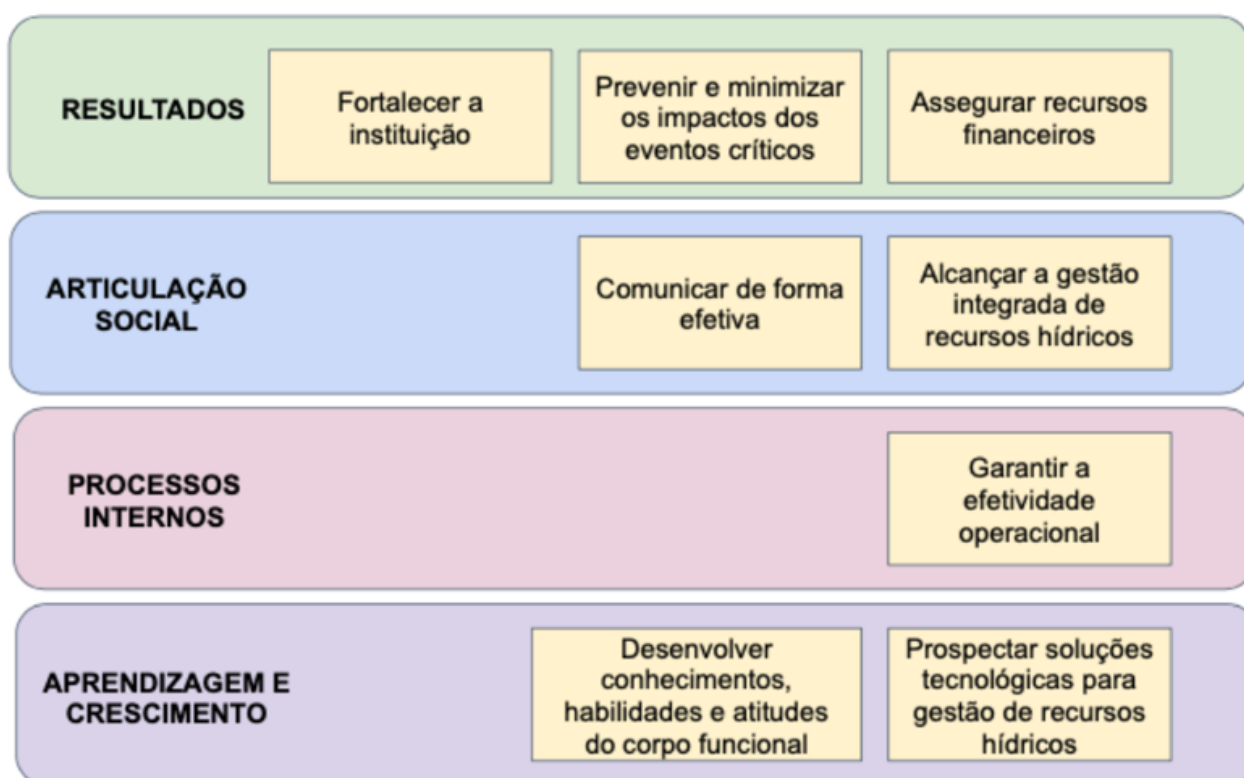 RESULTADOS
Fortalecer a
instituição
Prevenir e minimizar
os impactos dos
eventos críticos
Assegurar recursos
financeiros
ARTICULAÇÃO
SOCIAL
Comunicar de forma
efetiva
Alcançar a gestão
integrada de
recursos hídricos
PROCESSOS
INTERNOS
Garantir a
efetividade
operacional
APRENDIZAGEM E
CRESCIMENTO
Desenvolver
conhecimentos,
habilidades e atitudes
do corpo funcional
Prospectar soluções
tecnológicas para
gestão de recursos
hídricos